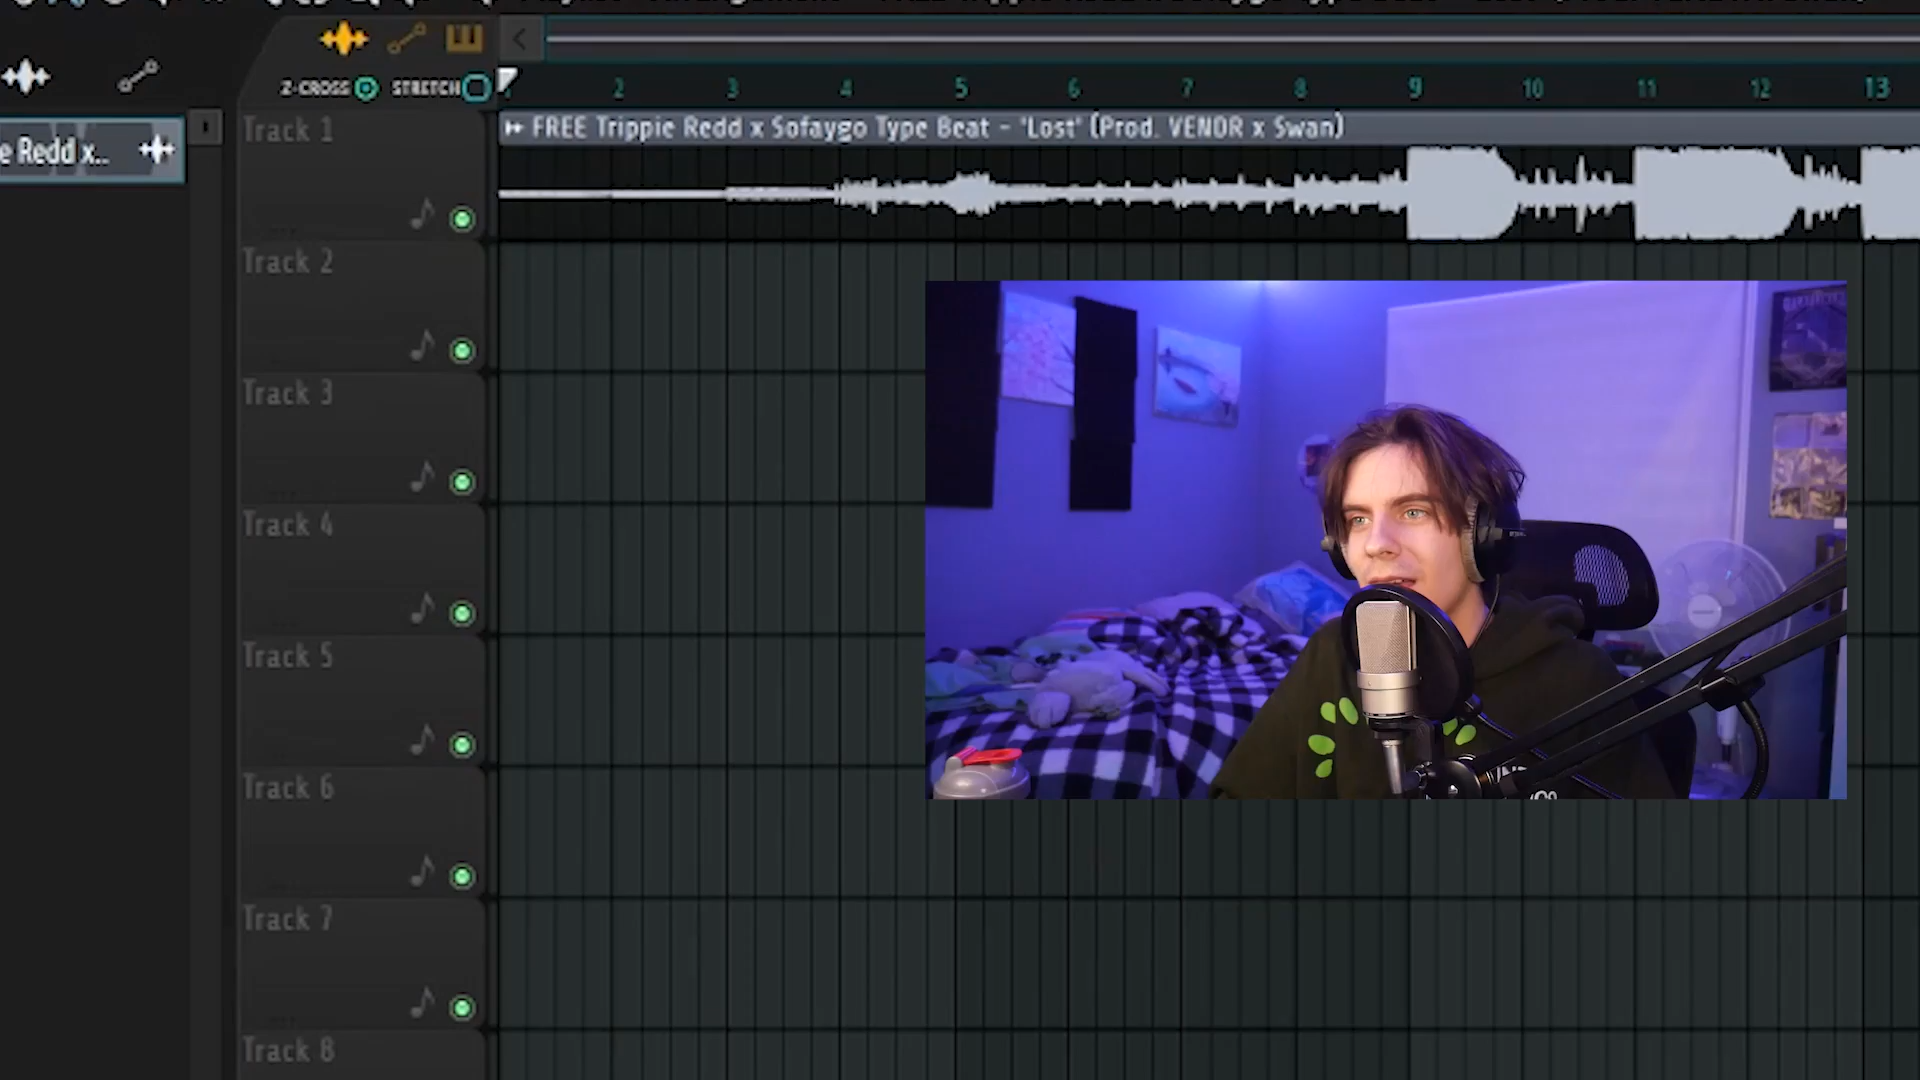 Z-CROSS STRETCH
2 3 4 5 6 7 8 9 10 11 12 13
e Redd x..
Track 1
FREE Trippie Redd x Sofaygo Type Beat - 'Lost' (Prod. VENDR x Swan)
Track 2
Track 3
Track 4
Track 5
Track 6
Track 7
Track 8